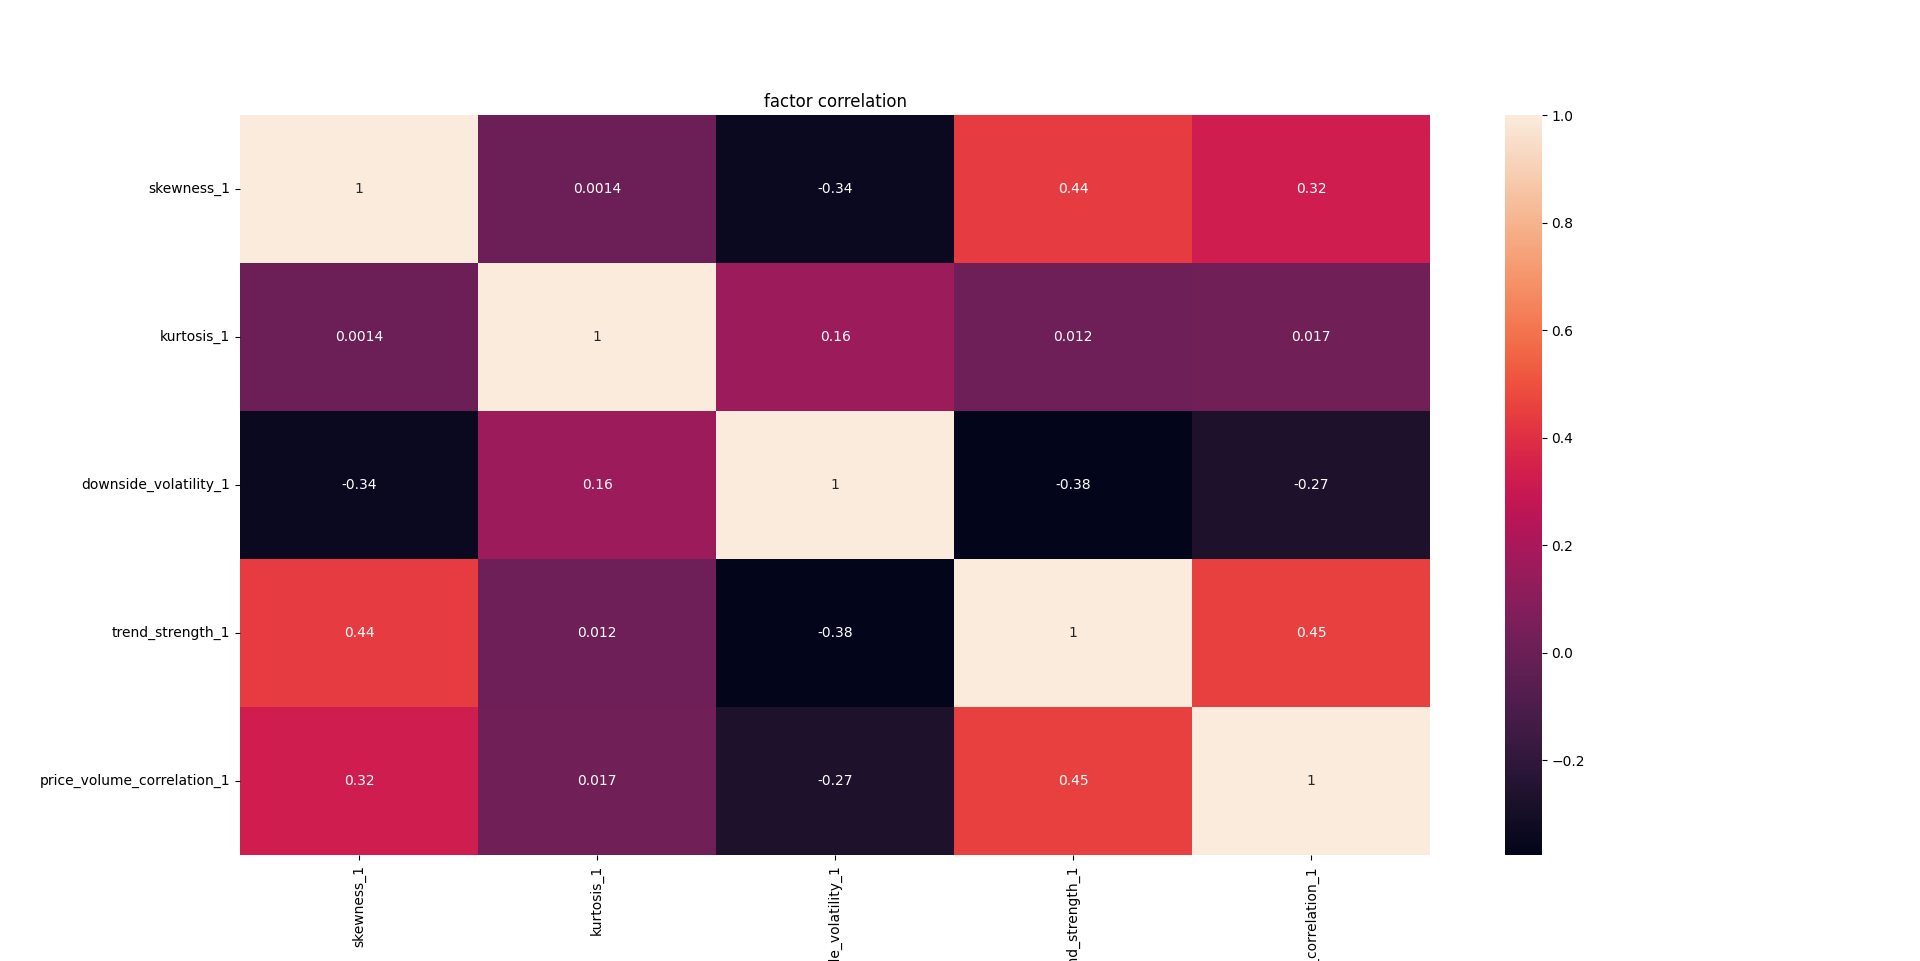 factor correlation
skewness_1 1 0.0014 -0.34 0.44 0.32
kurtosis_1 0.0014 1 0.16 0.012 0.017
downside_volatility_1 -0.34 0.16 1 -0.38 -0.27
trend_strength_1 0.44 0.012 -0.38 1 0.45
price_volume_correlation_1 0.32 0.017 -0.27 0.45 1
skewness_1
kurtosis_1
le_volatility_1
nd_strength_1
_correlation_1
1.0
0.8
0.6
0.4
0.2
0.0
−0.2